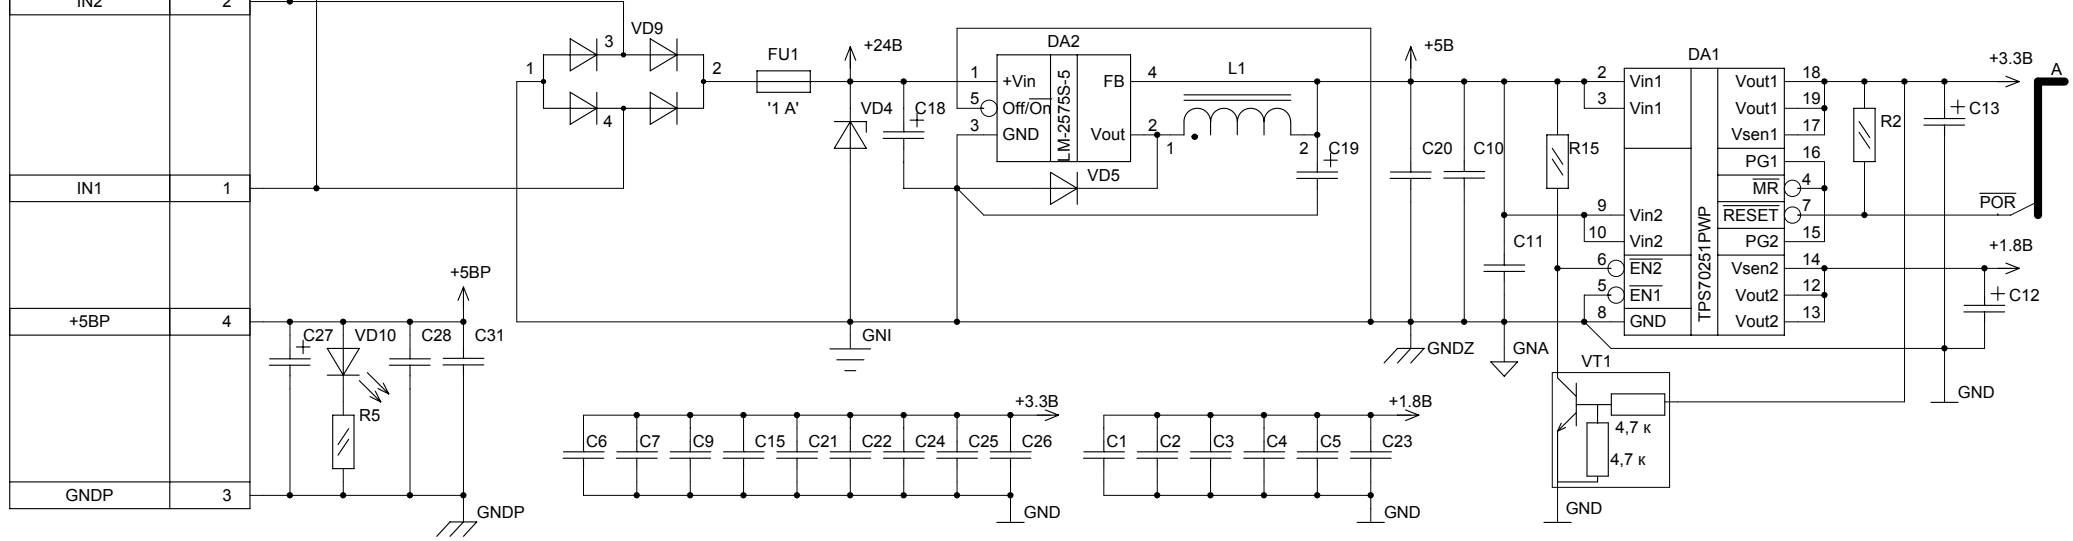 IN2 2
VD9
3
1
2
4
FU1
'1 A'
+24В
VD4
C18
DA2
1 +Vin FB 4
5 Off/On
3 GND Vout 2
LM-2575S-5
VD5
L1
1 2
C19
+5В
C20
C10
R15
C11
DA1
2 Vin1 Vout1 18
3 Vin1 Vout1 19
Vsen1 17
PG1 16
MR 4
9 Vin2 RESET 7
10 Vin2 PG2 15
6 EN2 Vsen2 14
5 EN1 Vout2 12
8 GND Vout2 13
TPS70251PWP
+3.3В
A
R2
C13
POR
+1.8В
C12
IN1 1
+5BP
+5BP 4
C27
VD10
C28
C31
R5
GNDP 3
GNDP
GNI
GNDZ
GNA
VT1
4,7 к
4,7 к
GND
GND
+3.3В
C6 C7 C9 C15 C21 C22 C24 C25 C26
GND
+1.8В
C1 C2 C3 C4 C5 C23
GND